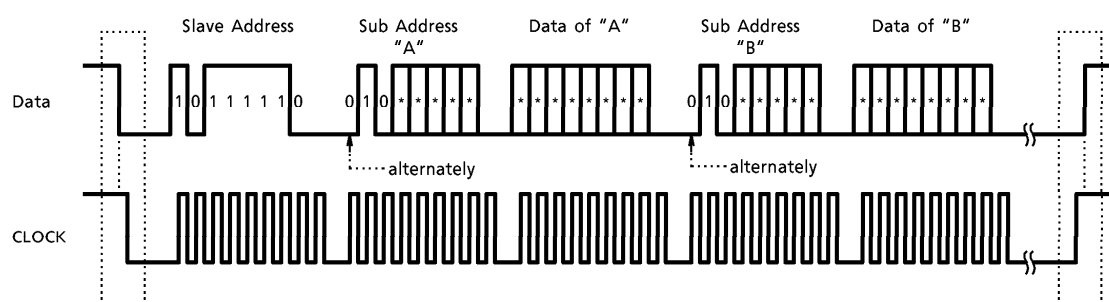 Slave Address Sub Address "A" Data of "A" Sub Address "B" Data of "B"
Data 1 0 1 1 1 1 1 0 0 1 0 * * * * * * * * * * * * * 0 1 0 * * * * * * * * * * * * *
alternately alternately
CLOCK